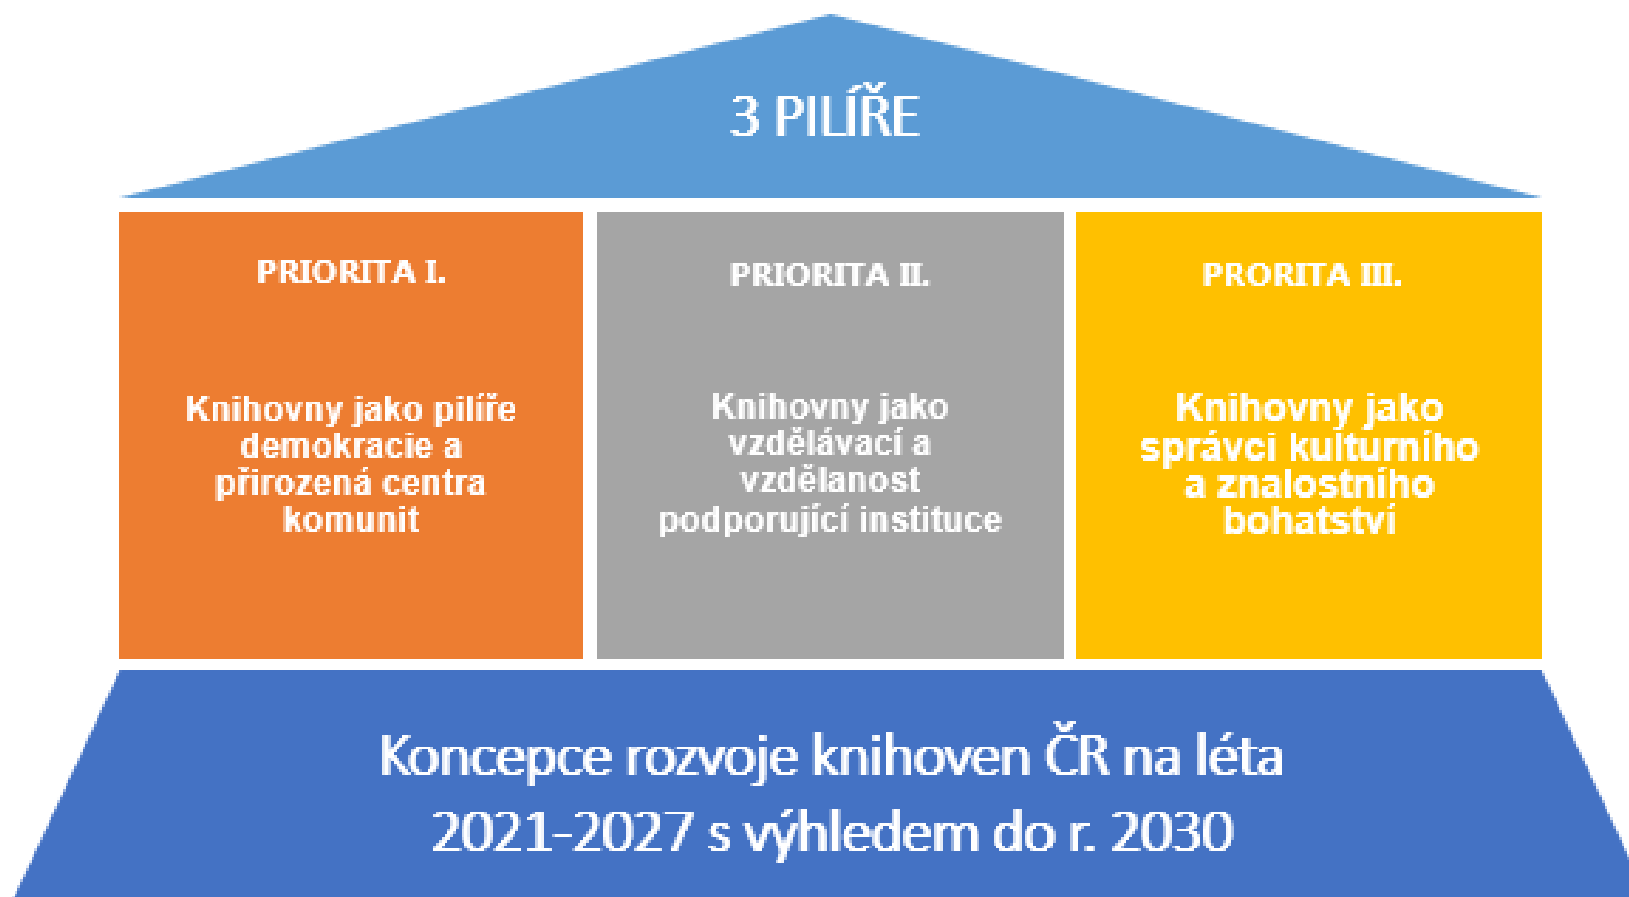 3 PILÍŘE
PRIORITA I.
Knihovny jako pilíře
demokracie a
přirozená centra
komunit
PRIORITA II.
Knihovny jako
vzdělávací a
vzdělanost
podporující instituce
PRORITA III.
Knihovny jako
správci kulturního
a znalostního
bohatství
Koncepce rozvoje knihoven ČR na léta
2021-2027 s výhledem do r. 2030